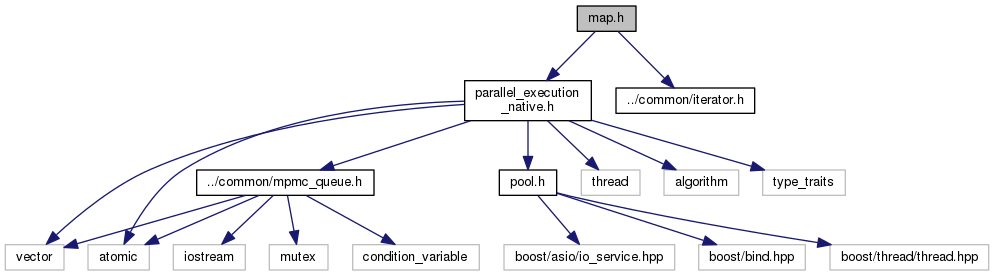 map.h
parallel_execution
_native.h
../common/iterator.h
../common/mpmc_queue.h
pool.h
thread
algorithm
type_traits
vector
atomic
iostream
mutex
condition_variable
boost/asio/io_service.hpp
boost/bind.hpp
boost/thread/thread.hpp